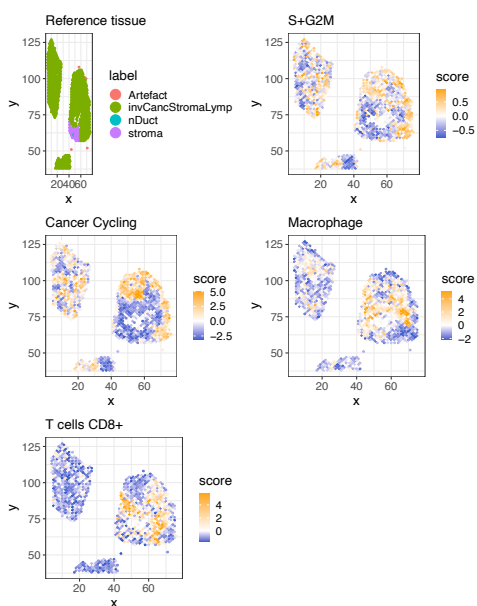 Reference tissue
125
100
75
50
y
204060
x
label
Artefact
invCancStromaLymp
nDuct
stroma
S+G2M
125
100
75
50
y
20 40 60
x
score
0.5
0.0
−0.5
Cancer Cycling
125
100
75
50
y
20 40 60
x
score
5.0
2.5
0.0
−2.5
Macrophage
125
100
75
50
y
20 40 60
x
score
4
2
0
−2
T cells CD8+
125
100
75
50
y
20 40 60
x
score
4
2
0